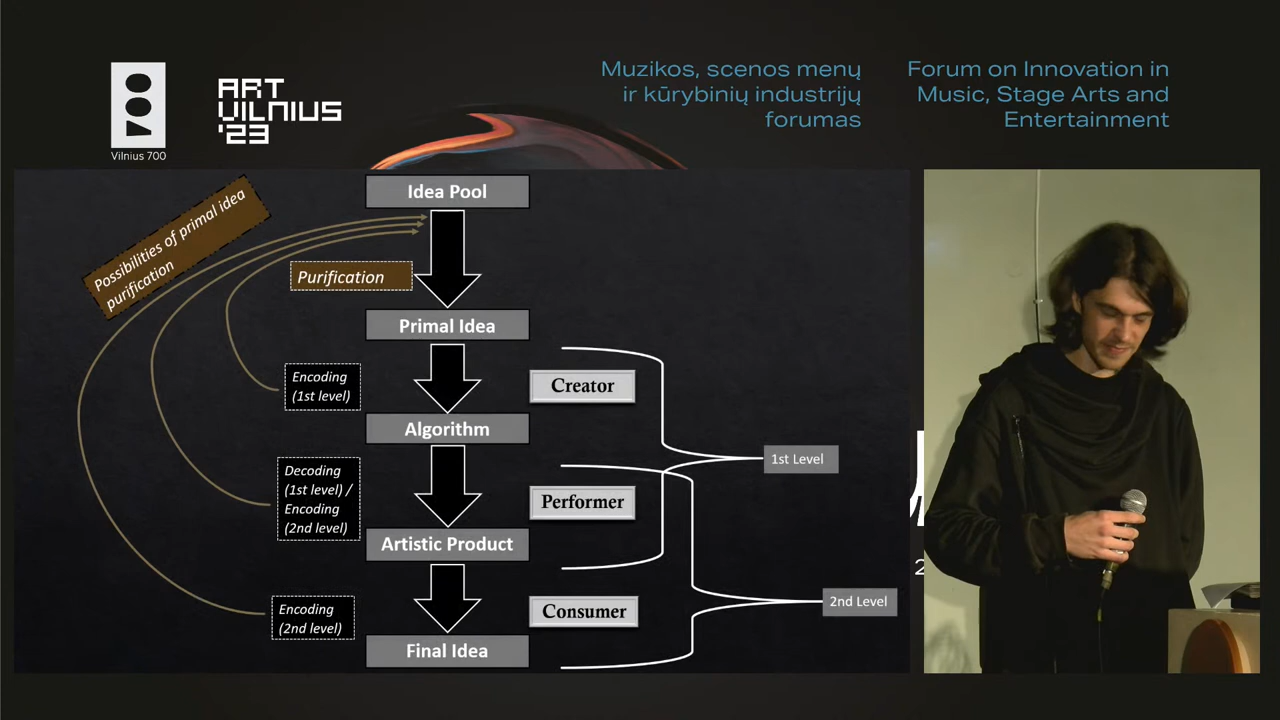 Vilnius 700
ART
VILNIUS
'23
Muzikos, scenos menų
ir kūrybinių industrijų
forumas
Forum on Innovation in
Music, Stage Arts and
Entertainment
Possibilities of primal idea
purification
Idea Pool
Purification
Primal Idea
Encoding
(1st level)
Creator
Algorithm
1st Level
Decoding
(1st level) /
Encoding
(2nd level)
Performer
Artistic Product
Encoding
(2nd level)
Consumer
2nd Level
Final Idea